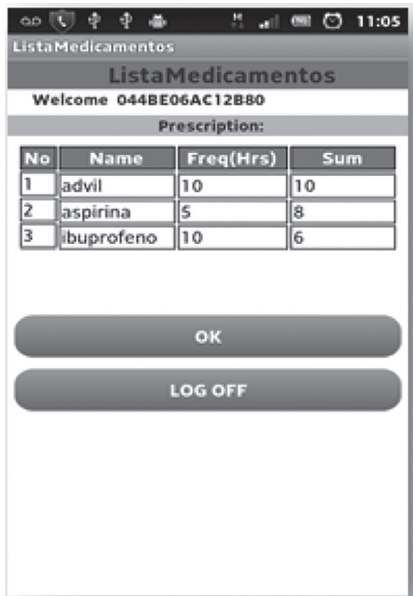 11:05
ListaMedicamentos
ListaMedicamentos
Welcome 044BE06AC12B80
Prescription:
No Name Freq(Hrs) Sum
1 advil 10 10
2 aspirina 5 8
3 ibuprofeno 10 6
OK
LOG OFF